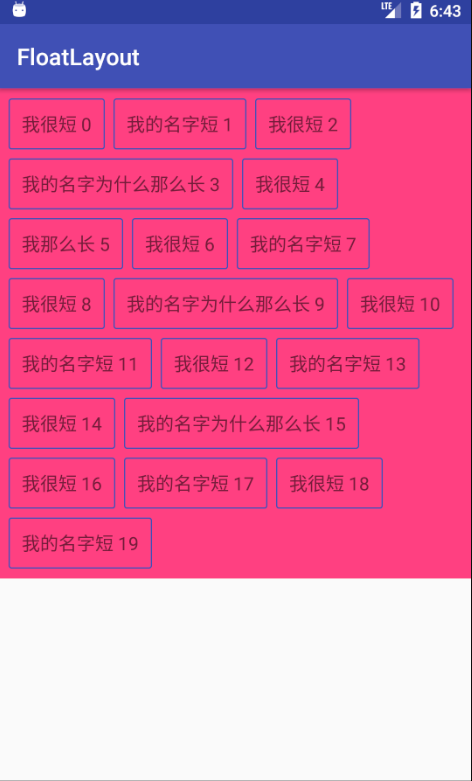 LTE 6:43
FloatLayout
我很短 0 我的名字短 1 我很短 2
我的名字为什么那么长 3 我很短 4
我那么长 5 我很短 6 我的名字短 7
我很短 8 我的名字为什么那么长 9 我很短 10
我的名字短 11 我很短 12 我的名字短 13
我很短 14 我的名字为什么那么长 15
我很短 16 我的名字短 17 我很短 18
我的名字短 19